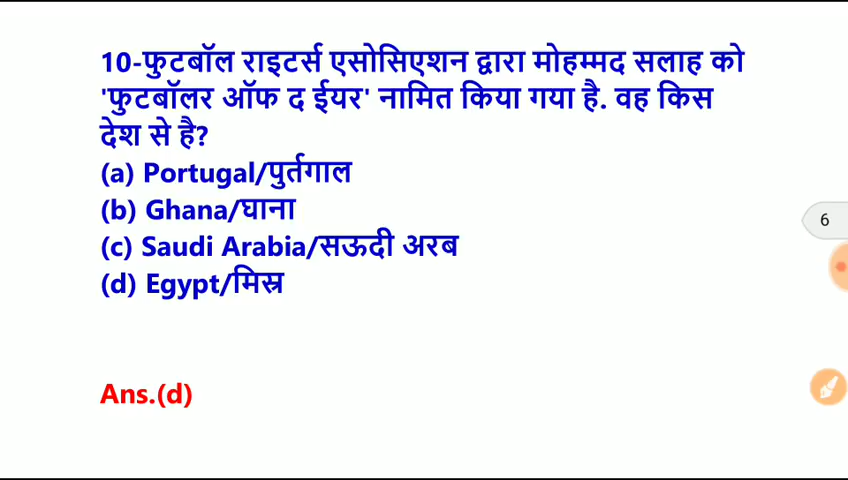 10-फुटबॉल राइटर्स एसोसिएशन द्वारा मोहम्मद सलाह को
'फुटबॉलर ऑफ द ईयर' नामित किया गया है. वह किस
देश से है?
(a) Portugal/पुर्तगाल
(b) Ghana/घाना
(c) Saudi Arabia/सऊदी अरब
(d) Egypt/मिस्र
6
Ans.(d)